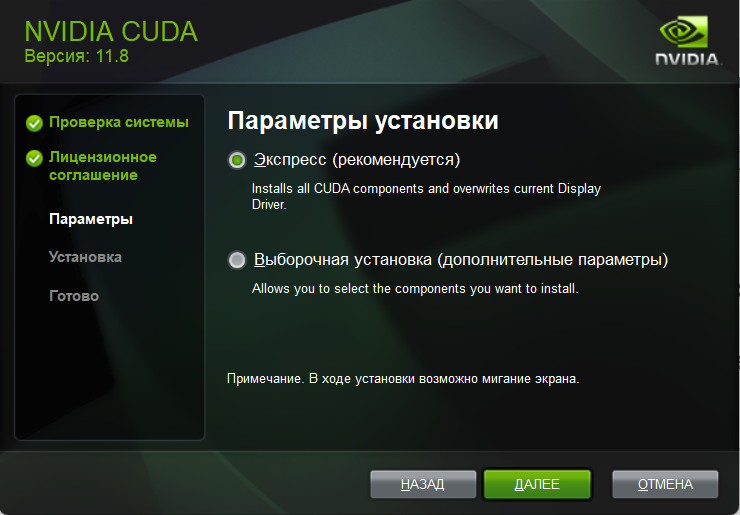 NVIDIA CUDA
Версия: 11.8
NVIDIA.
Проверка системы
Лицензионное
соглашение
Параметры
Установка
Готово
Параметры установки
Экспресс (рекомендуется)
Installs all CUDA components and overwrites current Display
Driver.
Выборочная установка (дополнительные параметры)
Allows you to select the components you want to install.
Примечание. В ходе установки возможно мигание экрана.
НАЗАД
ДАЛЕЕ
ОТМЕНА